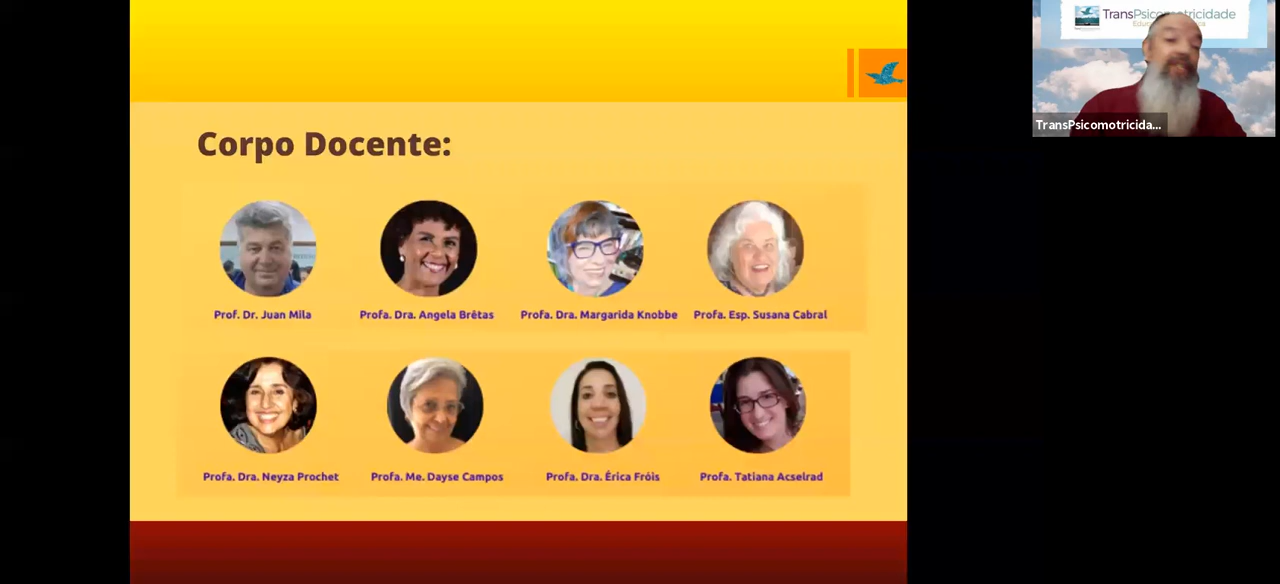 Corpo Docente:
Prof. Dr. Juan Mila
Profa. Dra. Angela Brêtas
Profa. Dra. Margarida Knobbe
Profa. Esp. Susana Cabral
Profa. Dra. Neyza Prochet
Profa. Me. Dayse Campos
Profa. Dra. Érica Fróis
Profa. Tatiana Acselrad
TransPsicomotricidade
TransPsicomotricida...